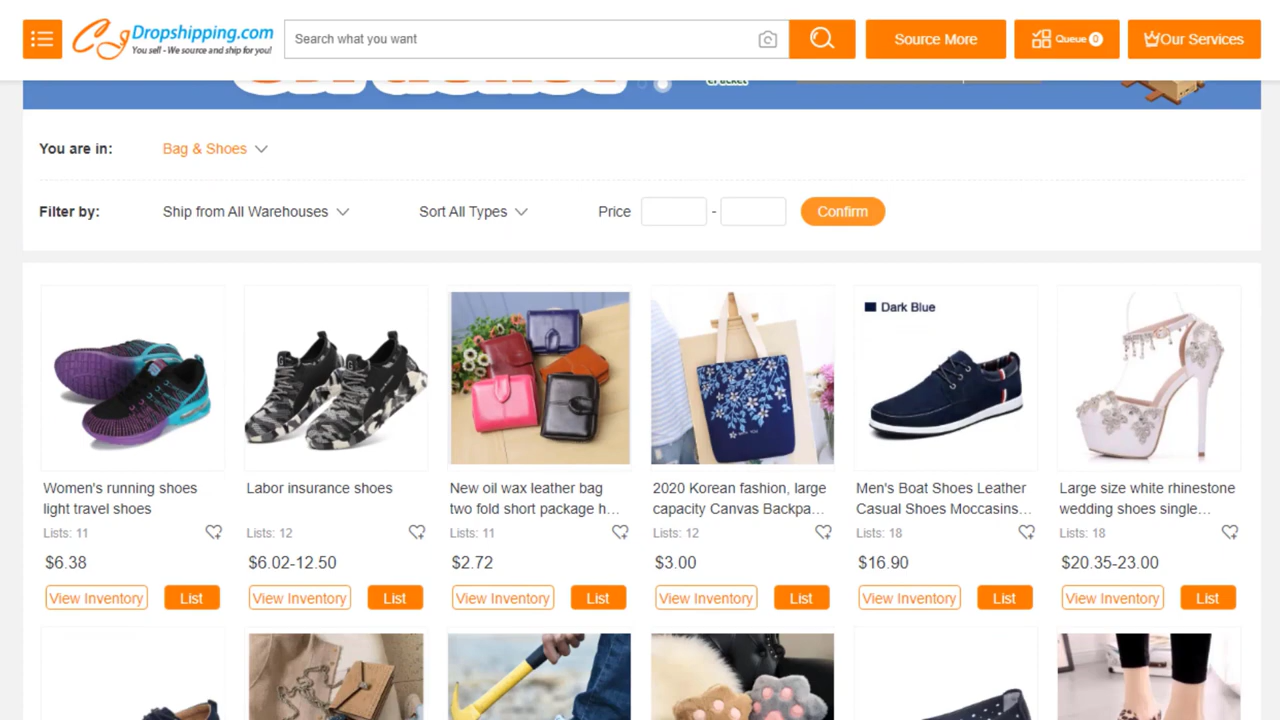 CJ Dropshipping.com
You sell - We source and ship for you!
Search what you want
Source More
Queue 0
Our Services
You are in:
Bag & Shoes
Filter by:
Ship from All Warehouses
Sort All Types
Price
-
Confirm
Dark Blue
Women's running shoes
light travel shoes
Lists: 11
$6.38
View Inventory
List
Labor insurance shoes
Lists: 12
$6.02-12.50
View Inventory
List
New oil wax leather bag
two fold short package h...
Lists: 11
$2.72
View Inventory
List
2020 Korean fashion, large
capacity Canvas Backpa...
Lists: 12
$3.00
View Inventory
List
Men's Boat Shoes Leather
Casual Shoes Moccasins...
Lists: 18
$16.90
View Inventory
List
Large size white rhinestone
wedding shoes single...
Lists: 18
$20.35-23.00
View Inventory
List